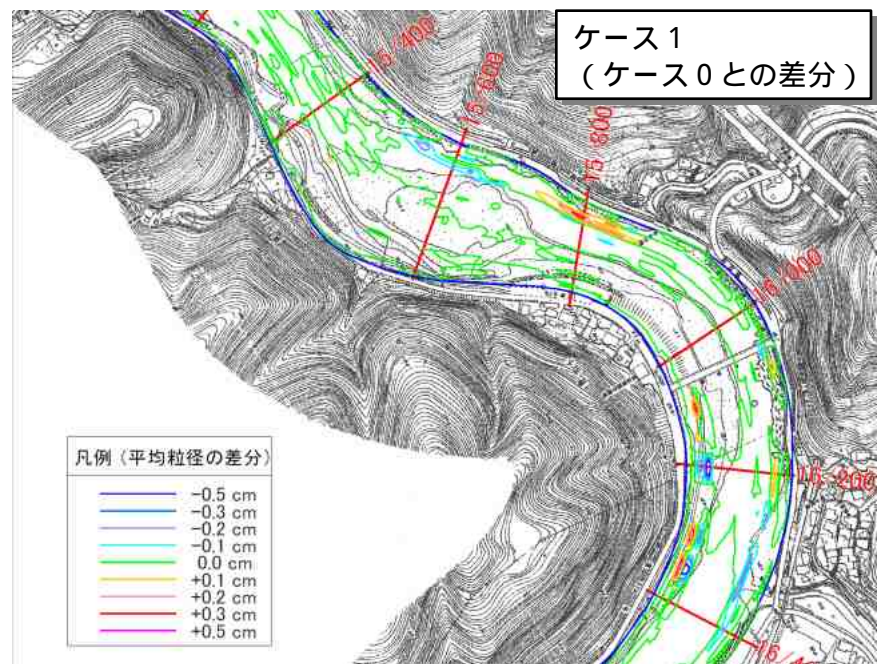 ケース１
（ケース０との差分）
15/400
15/600
15/800
16/000
16/200
凡例（平均粒径の差分）
−0.5 cm
−0.3 cm
−0.2 cm
−0.1 cm
0.0 cm
+0.1 cm
+0.2 cm
+0.3 cm
+0.5 cm